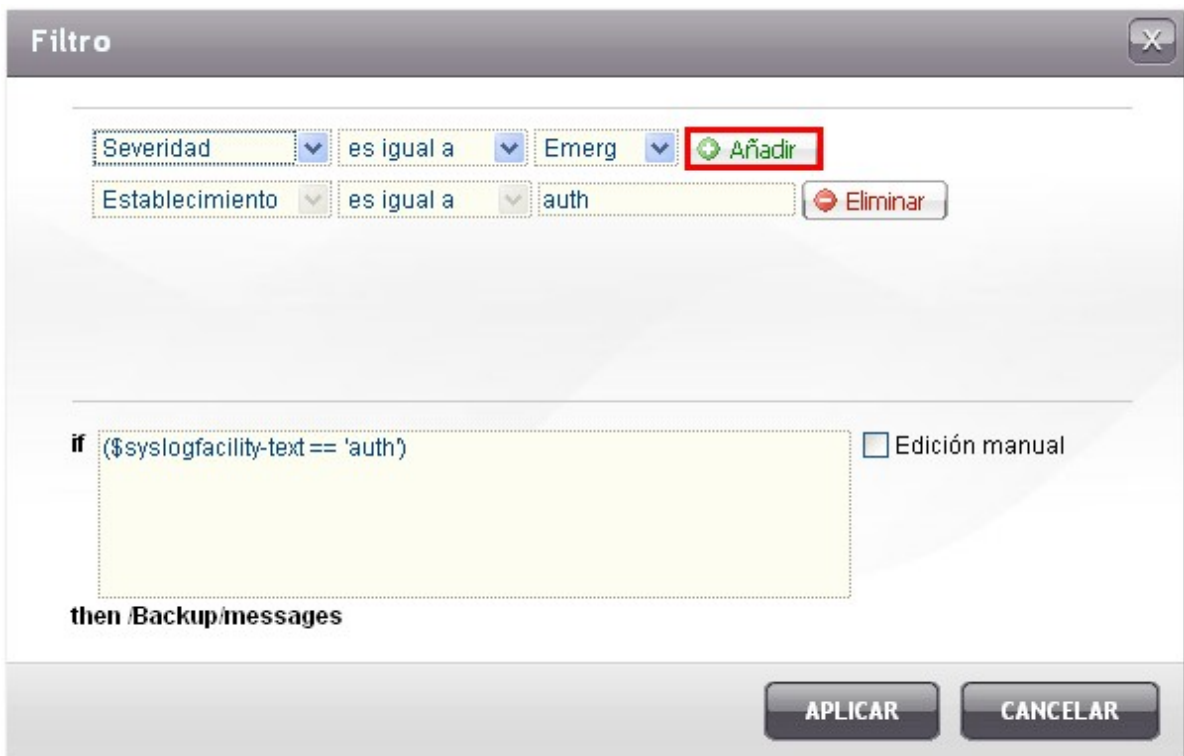 Filtro X
Severidad es igual a Emerg Añadir
Establecimiento es igual a auth Eliminar
if ($syslogfacility-text == 'auth') Edición manual
then /Backup/messages
APLICAR CANCELAR